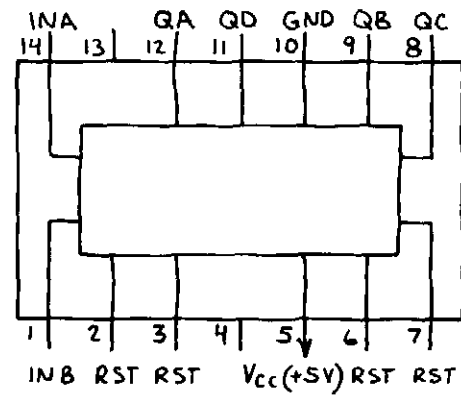 INA QA QD GND QB QC
14 13 12 11 10 9 8
1 2 3 4 5 6 7
INB RST RST Vcc(+5V) RST RST